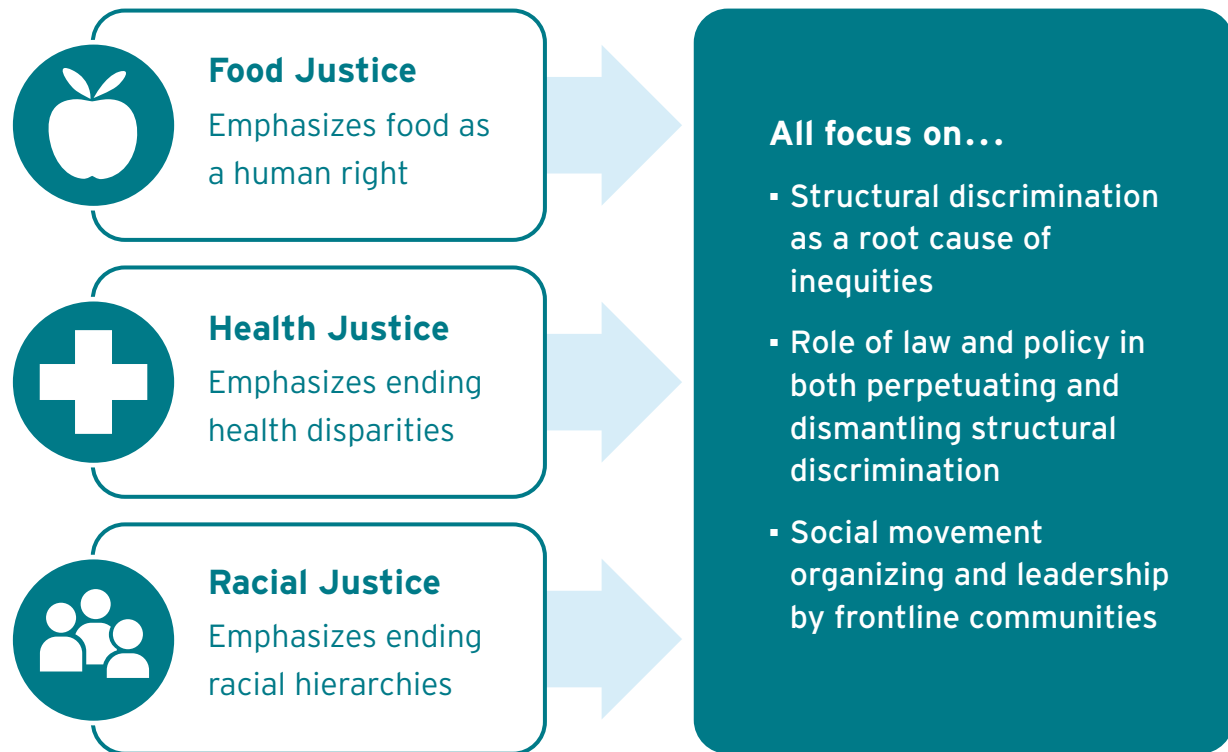 Food Justice
Emphasizes food as
a human right
Health Justice
Emphasizes ending
health disparities
Racial Justice
Emphasizes ending
racial hierarchies
All focus on...
▪ Structural discrimination
as a root cause of
inequities
▪ Role of law and policy in
both perpetuating and
dismantling structural
discrimination
▪ Social movement
organizing and leadership
by frontline communities